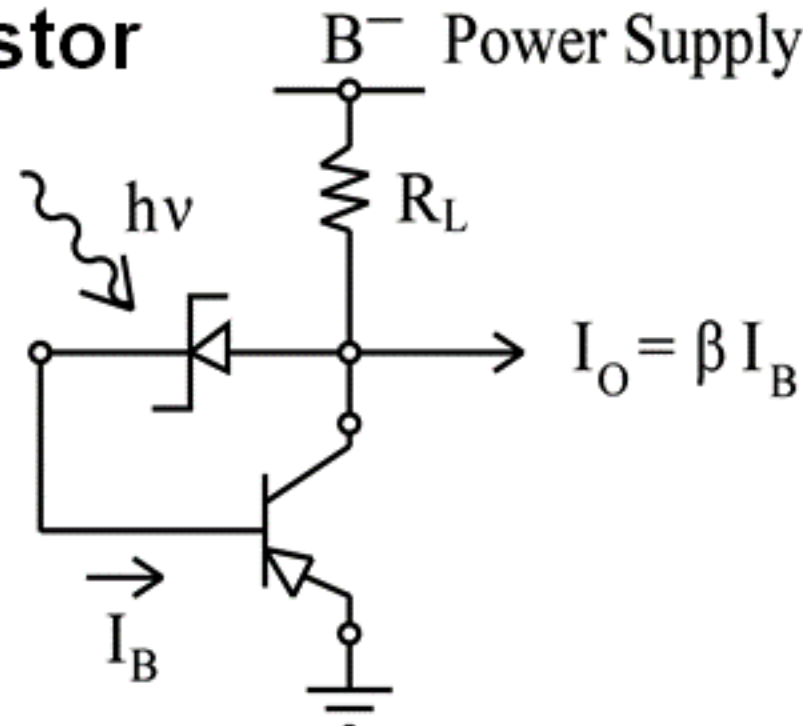 stor
B⁻ Power Supply
R_L
hν
I_O = β I_B
I_B